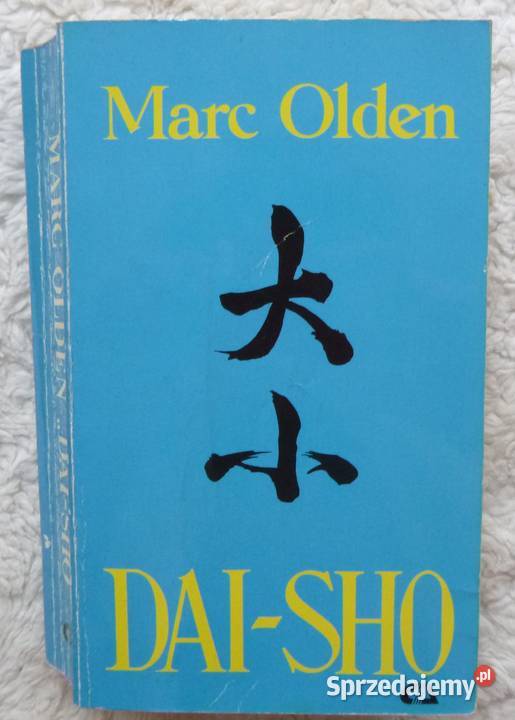 Marc Olden
大
小
DAI-SHO
MARC OLDEN „DAI-SHO
Sprzedajemy.pl